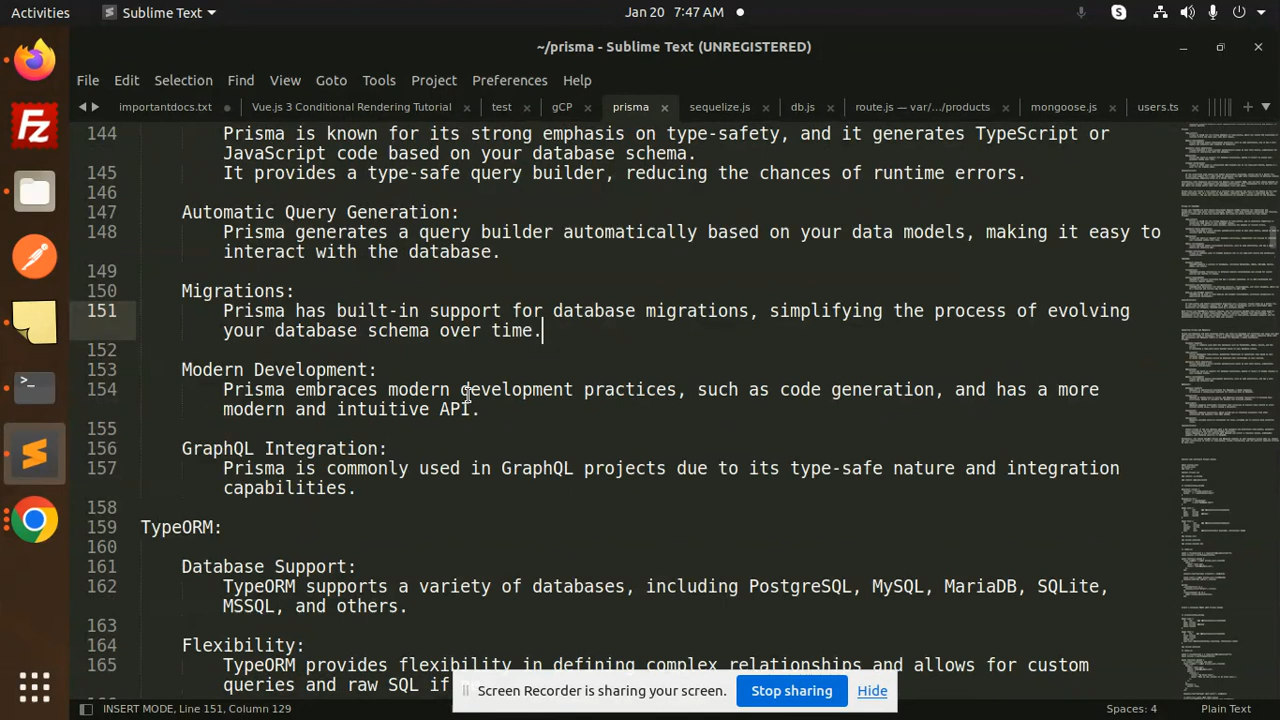 Activities
Sublime Text
Jan 20 7:47 AM
~/prisma - Sublime Text (UNREGISTERED)
File Edit Selection Find View Goto Tools Project Preferences Help
importantdocs.txt Vue.js 3 Conditional Rendering Tutorial test gCP prisma sequelize.js db.js route.js — var/.../products mongoose.js users.ts
144 Prisma is known for its strong emphasis on type-safety, and it generates TypeScript or
JavaScript code based on your database schema.
145 It provides a type-safe query builder, reducing the chances of runtime errors.
146
147 Automatic Query Generation:
148 Prisma generates a query builder automatically based on your data models, making it easy to
interact with the database.
149
150 Migrations:
151 Prisma has built-in support for database migrations, simplifying the process of evolving
your database schema over time.
152
153 Modern Development:
154 Prisma embraces modern development practices, such as code generation, and has a more
modern and intuitive API.
155
156 GraphQL Integration:
157 Prisma is commonly used in GraphQL projects due to its type-safe nature and integration
capabilities.
158
159 TypeORM:
160
161 Database Support:
162 TypeORM supports a variety of databases, including PostgreSQL, MySQL, MariaDB, SQLite,
MSSQL, and others.
163
164 Flexibility:
165 TypeORM provides flexibility in defining complex relationships and allows for custom
queries and raw SQL if
Screen Recorder is sharing your screen. Stop sharing Hide
INSERT MODE, Line 151, Column 129
Spaces: 4
Plain Text